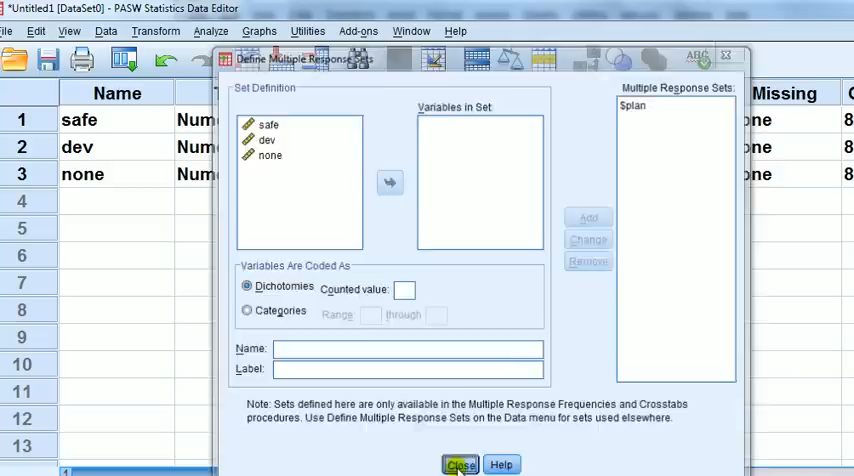 *Untitled1 [DataSet0] - PASW Statistics Data Editor
File Edit View Data Transform Analyze Graphs Utilities Add-ons Window Help
Define Multiple Response Sets
Name
Missing
1 safe Nume one 8
2 dev Nume one 8
3 none Nume one 8
4
5
6
7
8
9
10
11
12
13
Set Definition
safe
dev
none
Variables in Set
Multiple Response Sets:
$plan
Add
Change
Remove
Variables Are Coded As
Dichotomies Counted value:
Categories Range: through
Name:
Label:
Note: Sets defined here are only available in the Multiple Response Frequencies and Crosstabs
procedures. Use Define Multiple Response Sets on the Data menu for sets used elsewhere.
Close Help